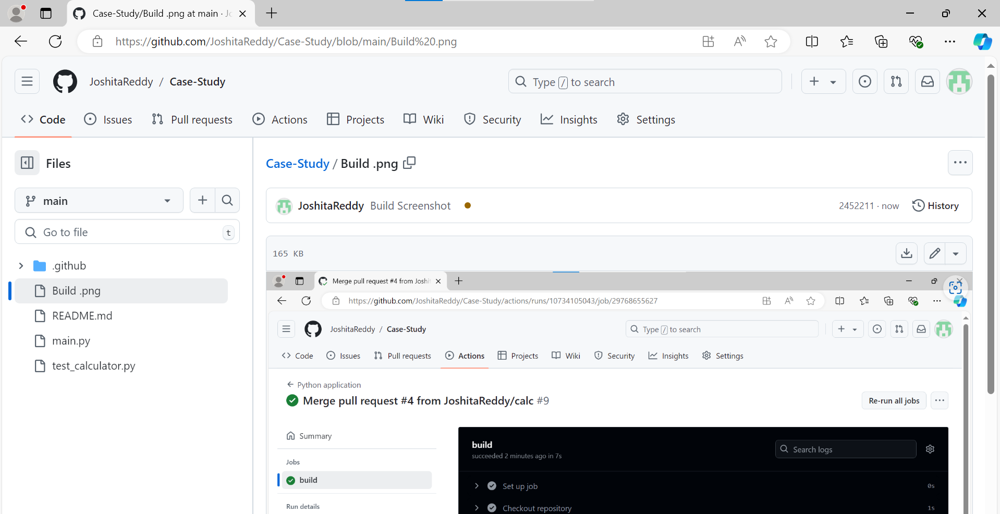 Case-Study/Build .png at main · Jo
https://github.com/JoshitaReddy/Case-Study/blob/main/Build%20.png
JoshitaReddy / Case-Study
Type / to search
Code Issues Pull requests Actions Projects Wiki Security Insights Settings
Files
main
Go to file t
.github
Build .png
README.md
main.py
test_calculator.py
Case-Study / Build .png
JoshitaReddy Build Screenshot 2452211 · now History
165 KB
Merge pull request #4 from Joshit
https://github.com/JoshitaReddy/Case-Study/actions/runs/10734105043/job/29768655627
JoshitaReddy / Case-Study
Type / to search
Code Issues Pull requests Actions Projects Wiki Security Insights Settings
Python application
Merge pull request #4 from JoshitaReddy/calc #9
Re-run all jobs
Summary
Jobs
build
Run details
build
succeeded 2 minutes ago in 7s
Search logs
Set up job 0s
Checkout repository 1s